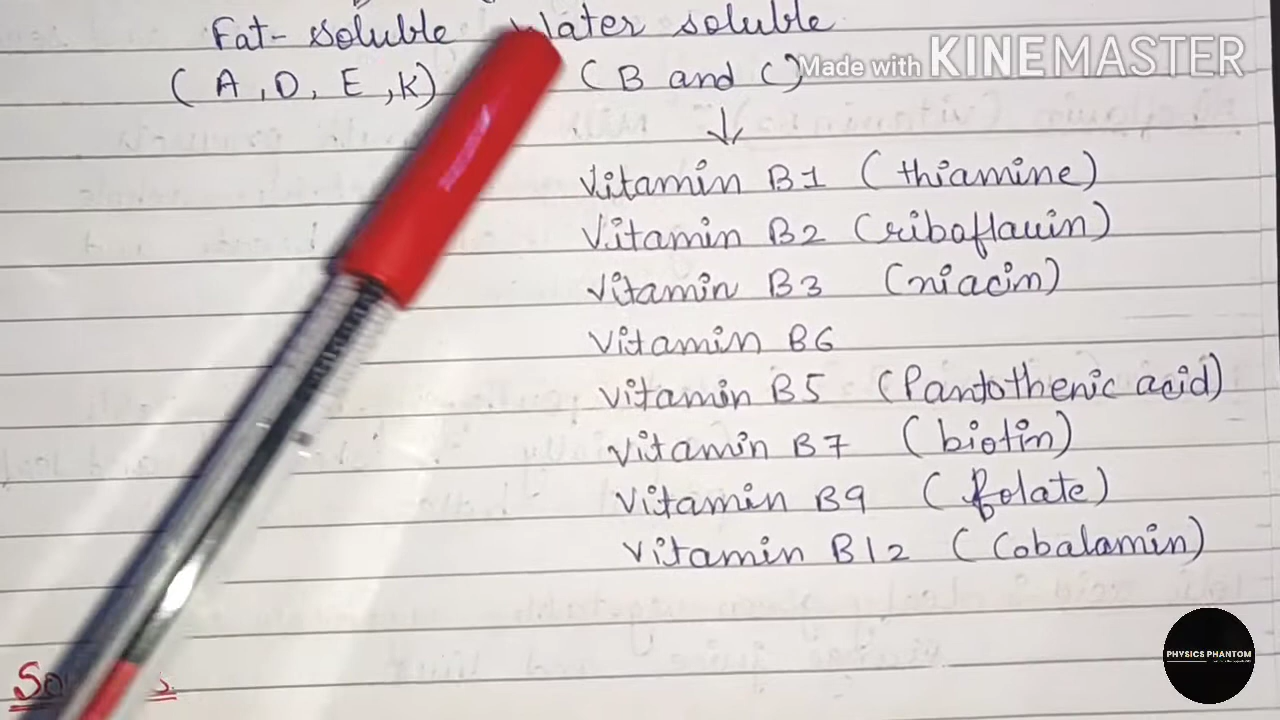 Fat- soluble Water soluble
(A, D, E, K) (B and C)
Made with KINEMASTER
Vitamin B1 (thiamine)
Vitamin B2 (riboflavin)
Vitamin B3 (niacin)
Vitamin B6
Vitamin B5 (Pantothenic acid)
Vitamin B7 (biotin)
Vitamin B9 (folate)
Vitamin B12 (Cobalamin)
PHYSICS PHANTOM